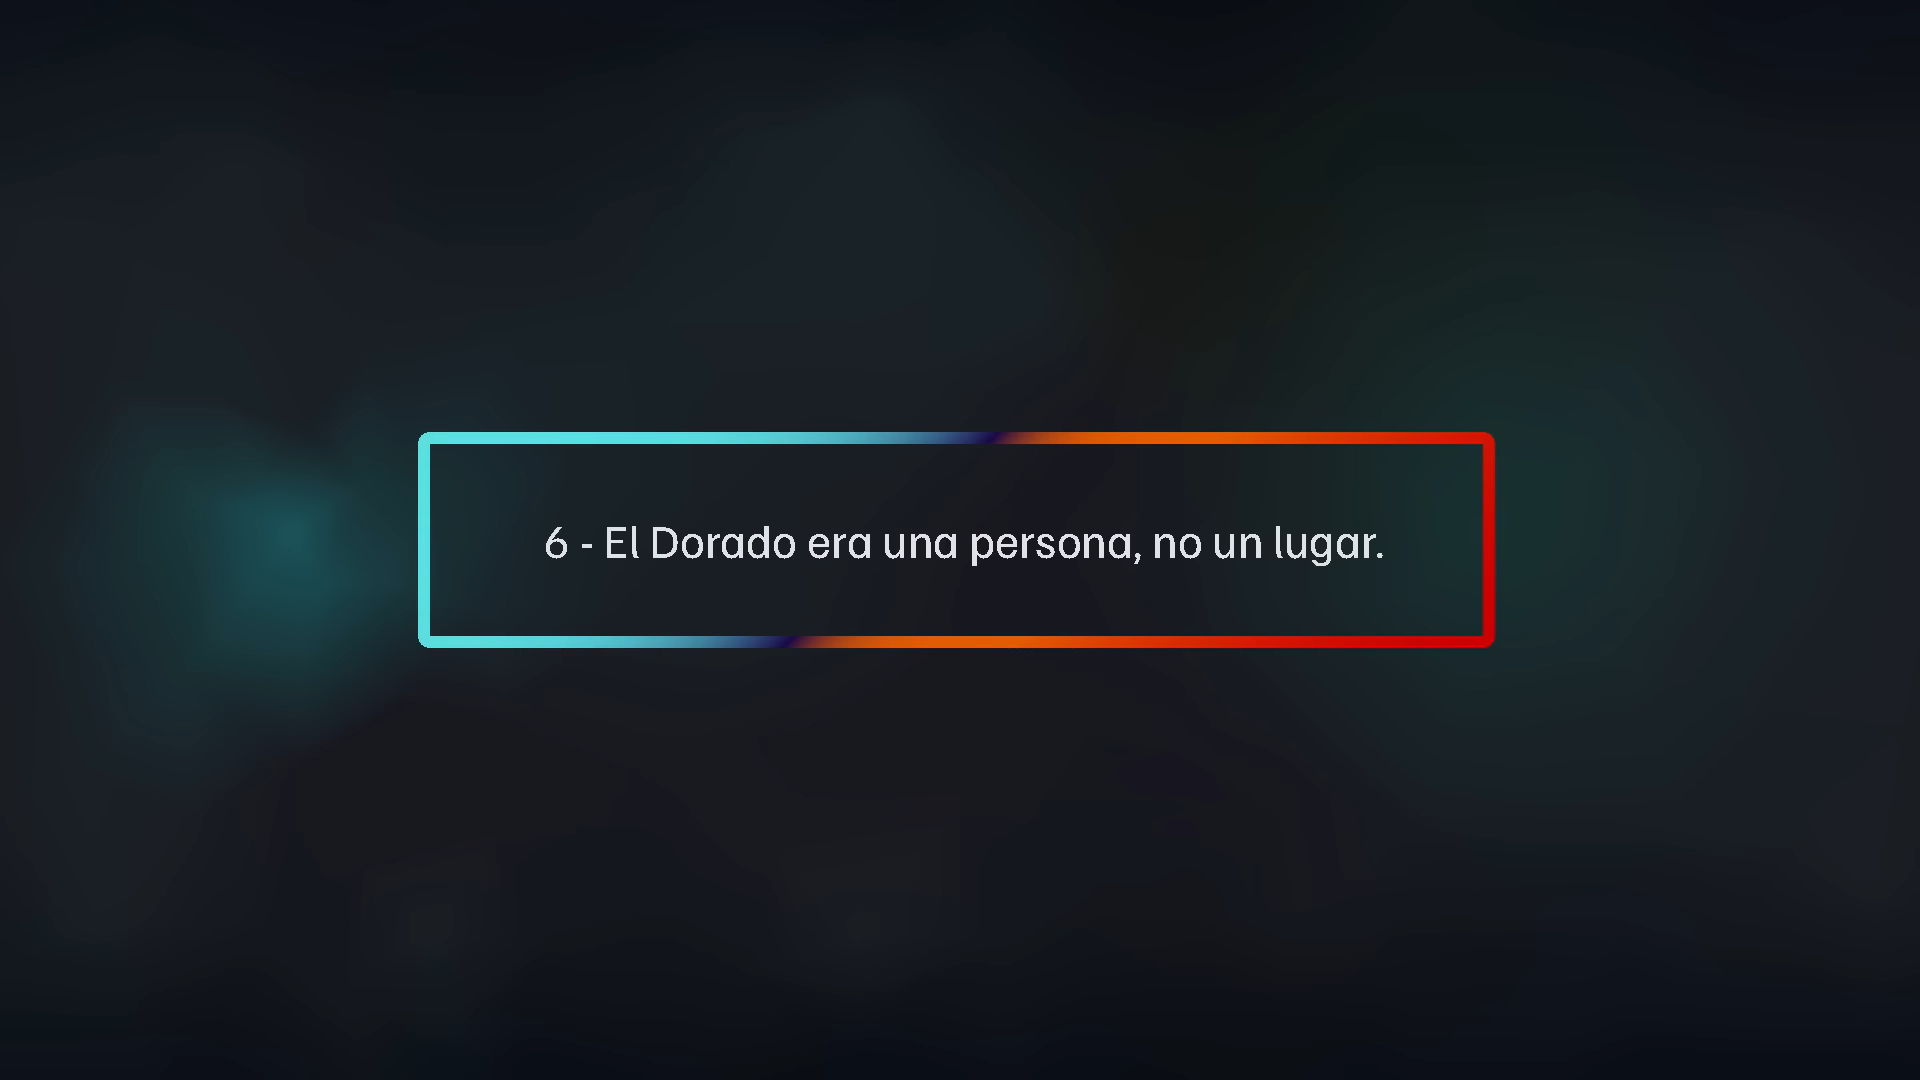 6 - El Dorado era una persona, no un lugar.